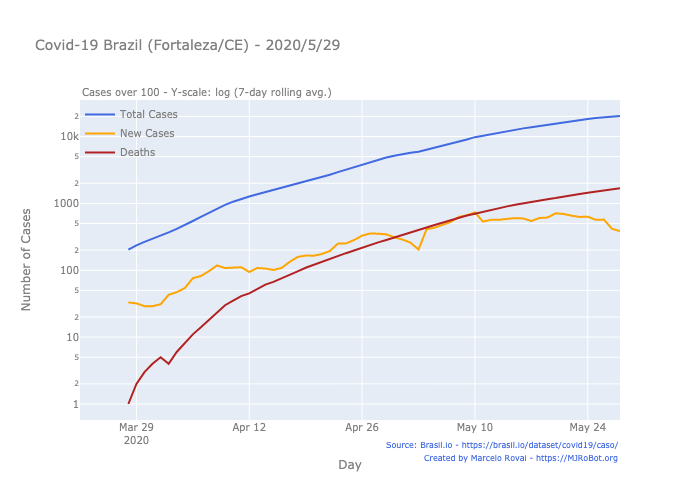 Covid-19 Brazil (Fortaleza/CE) - 2020/5/29
Cases over 100 - Y-scale: log (7-day rolling avg.)
Total Cases
New Cases
Deaths
2
10k
5
2
1000
5
2
100
5
2
10
5
2
1
Number of Cases
Mar 29
2020
Apr 12
Apr 26
May 10
May 24
Day
Source: Brasil.io - https://brasil.io/dataset/covid19/caso/
Created by Marcelo Rovai - https://MJRoBot.org